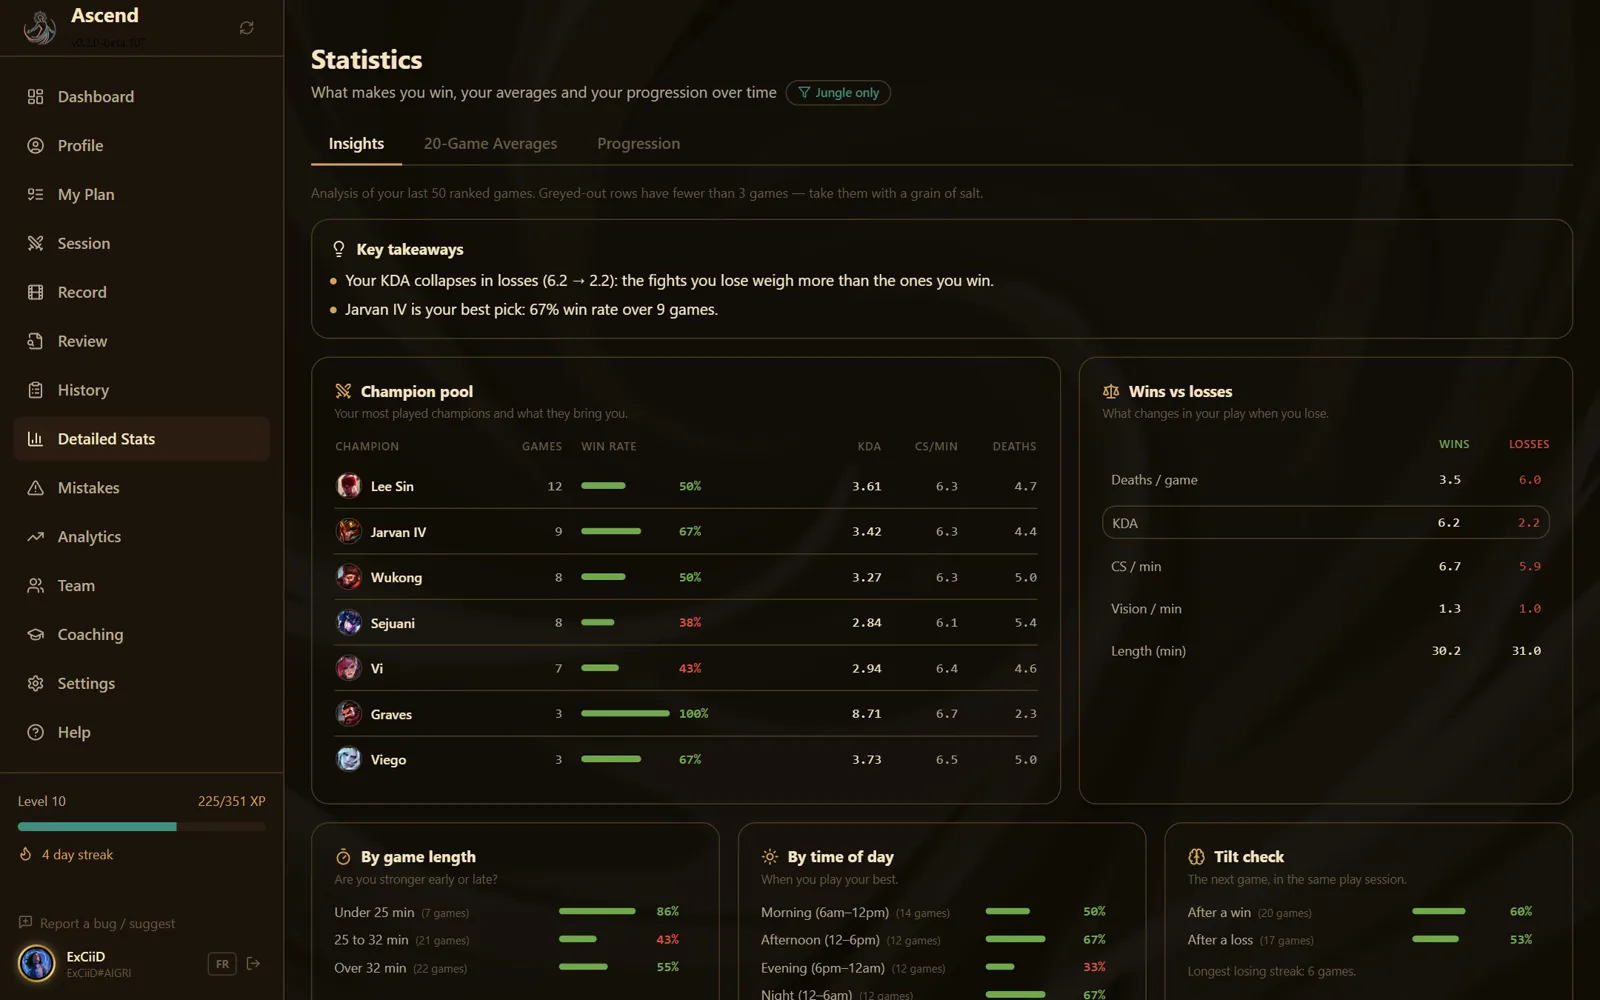 Ascend
v0.2.0-beta.107
Dashboard
Profile
My Plan
Session
Record
Review
History
Detailed Stats
Mistakes
Analytics
Team
Coaching
Settings
Help
Level 10 225/351 XP
4 day streak
Report a bug / suggest
ExCiiD
ExCiiD#AIGRI
FR
Statistics
What makes you win, your averages and your progression over time Jungle only
Insights 20-Game Averages Progression
Analysis of your last 50 ranked games. Greyed-out rows have fewer than 3 games — take them with a grain of salt.
Key takeaways
Your KDA collapses in losses (6.2 → 2.2): the fights you lose weigh more than the ones you win.
Jarvan IV is your best pick: 67% win rate over 9 games.
Champion pool
Your most played champions and what they bring you.
CHAMPION GAMES WIN RATE KDA CS/MIN DEATHS
Lee Sin 12 50% 3.61 6.3 4.7
Jarvan IV 9 67% 3.42 6.3 4.4
Wukong 8 50% 3.27 6.3 5.0
Sejuani 8 38% 2.84 6.1 5.4
Vi 7 43% 2.94 6.4 4.6
Graves 3 100% 8.71 6.7 2.3
Viego 3 67% 3.73 6.5 5.0
Wins vs losses
What changes in your play when you lose.
WINS LOSSES
Deaths / game 3.5 6.0
KDA 6.2 2.2
CS / min 6.7 5.9
Vision / min 1.3 1.0
Length (min) 30.2 31.0
By game length
Are you stronger early or late?
Under 25 min (7 games) 86%
25 to 32 min (21 games) 43%
Over 32 min (22 games) 55%
By time of day
When you play your best.
Morning (6am–12pm) (14 games) 50%
Afternoon (12–6pm) (12 games) 67%
Evening (6pm–12am) (12 games) 33%
Night (12–6am) (12 games) 67%
Tilt check
The next game, in the same play session.
After a win (20 games) 60%
After a loss (17 games) 53%
Longest losing streak: 6 games.